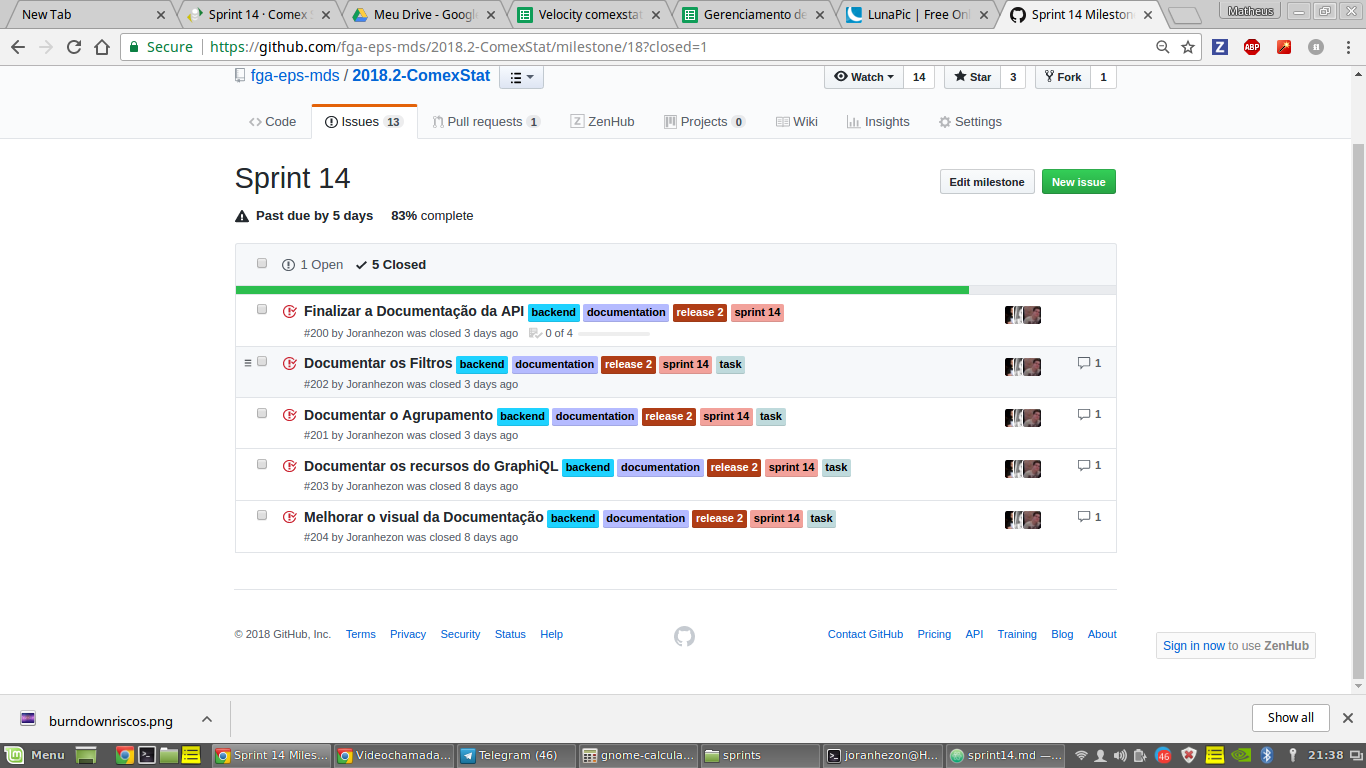 New Tab
Sprint 14 · Comex S
Meu Drive - Googl
Velocity comexstat
Gerenciamento de
LunaPic | Free Onl
Sprint 14 Mileston
Matheus
Secure
https://github.com/fga-eps-mds/2018.2-ComexStat/milestone/18?closed=1
Z
ABP
fga-eps-mds / 2018.2-ComexStat
Watch 14
Star 3
Fork 1
Code
Issues 13
Pull requests 1
ZenHub
Projects 0
Wiki
Insights
Settings
Sprint 14
Edit milestone
New issue
Past due by 5 days 83% complete
1 Open 5 Closed
Finalizar a Documentação da API backend documentation release 2 sprint 14
#200 by Joranhezon was closed 3 days ago 0 of 4
Documentar os Filtros backend documentation release 2 sprint 14 task 1
#202 by Joranhezon was closed 3 days ago
Documentar o Agrupamento backend documentation release 2 sprint 14 task 1
#201 by Joranhezon was closed 3 days ago
Documentar os recursos do GraphiQL backend documentation release 2 sprint 14 task 1
#203 by Joranhezon was closed 8 days ago
Melhorar o visual da Documentação backend documentation release 2 sprint 14 task 1
#204 by Joranhezon was closed 8 days ago
© 2018 GitHub, Inc. Terms Privacy Security Status Help
Contact GitHub Pricing API Training Blog About
Sign in now to use ZenHub
burndownriscos.png
Show all
Menu
Sprint 14 Miles...
Videochamada...
Telegram (46)
gnome-calcula...
sprints
joranhezon@H...
sprint14.md —...
46
21:38